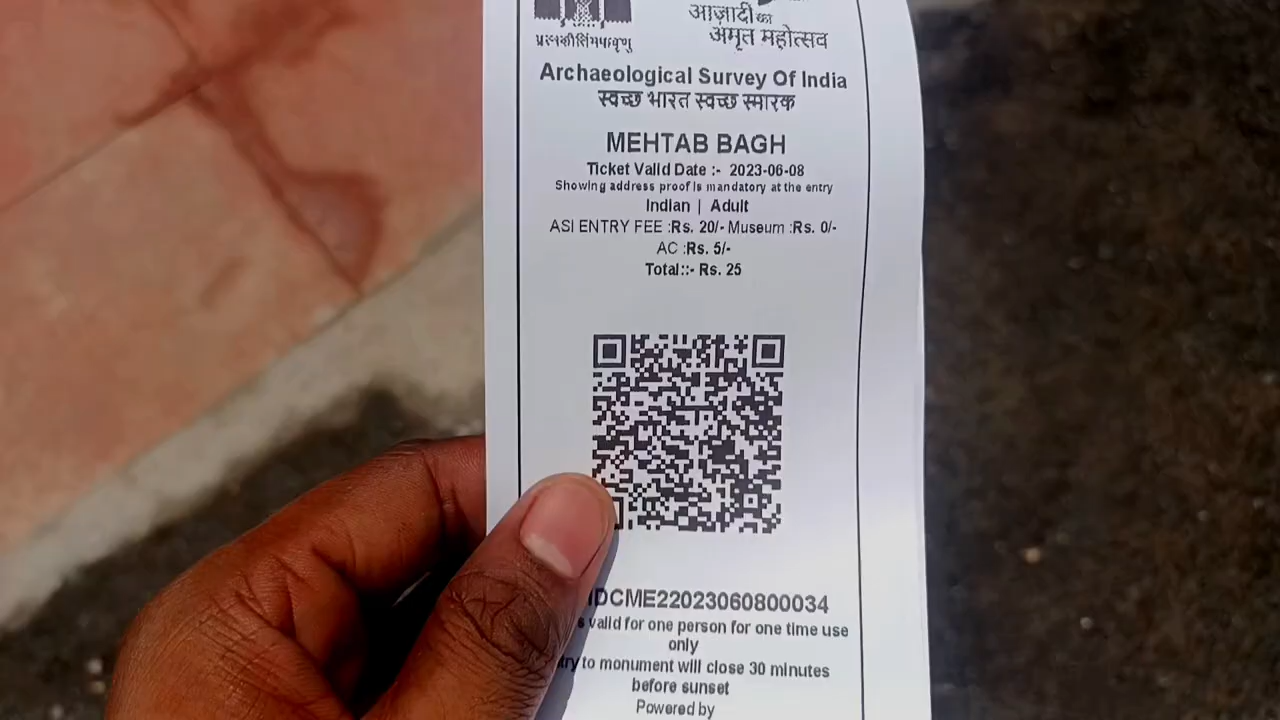 प्रत्नकीर्तिमपावृणु
आज़ादी का
अमृत महोत्सव
Archaeological Survey Of India
स्वच्छ भारत स्वच्छ स्मारक
MEHTAB BAGH
Ticket Valid Date :- 2023-06-08
Showing address proof is mandatory at the entry
Indian | Adult
ASI ENTRY FEE :Rs. 20/- Museum :Rs. 0/-
AC :Rs. 5/-
Total::- Rs. 25
DCME22023060800034
valid for one person for one time use
only
to monument will close 30 minutes
before sunset
Powered by